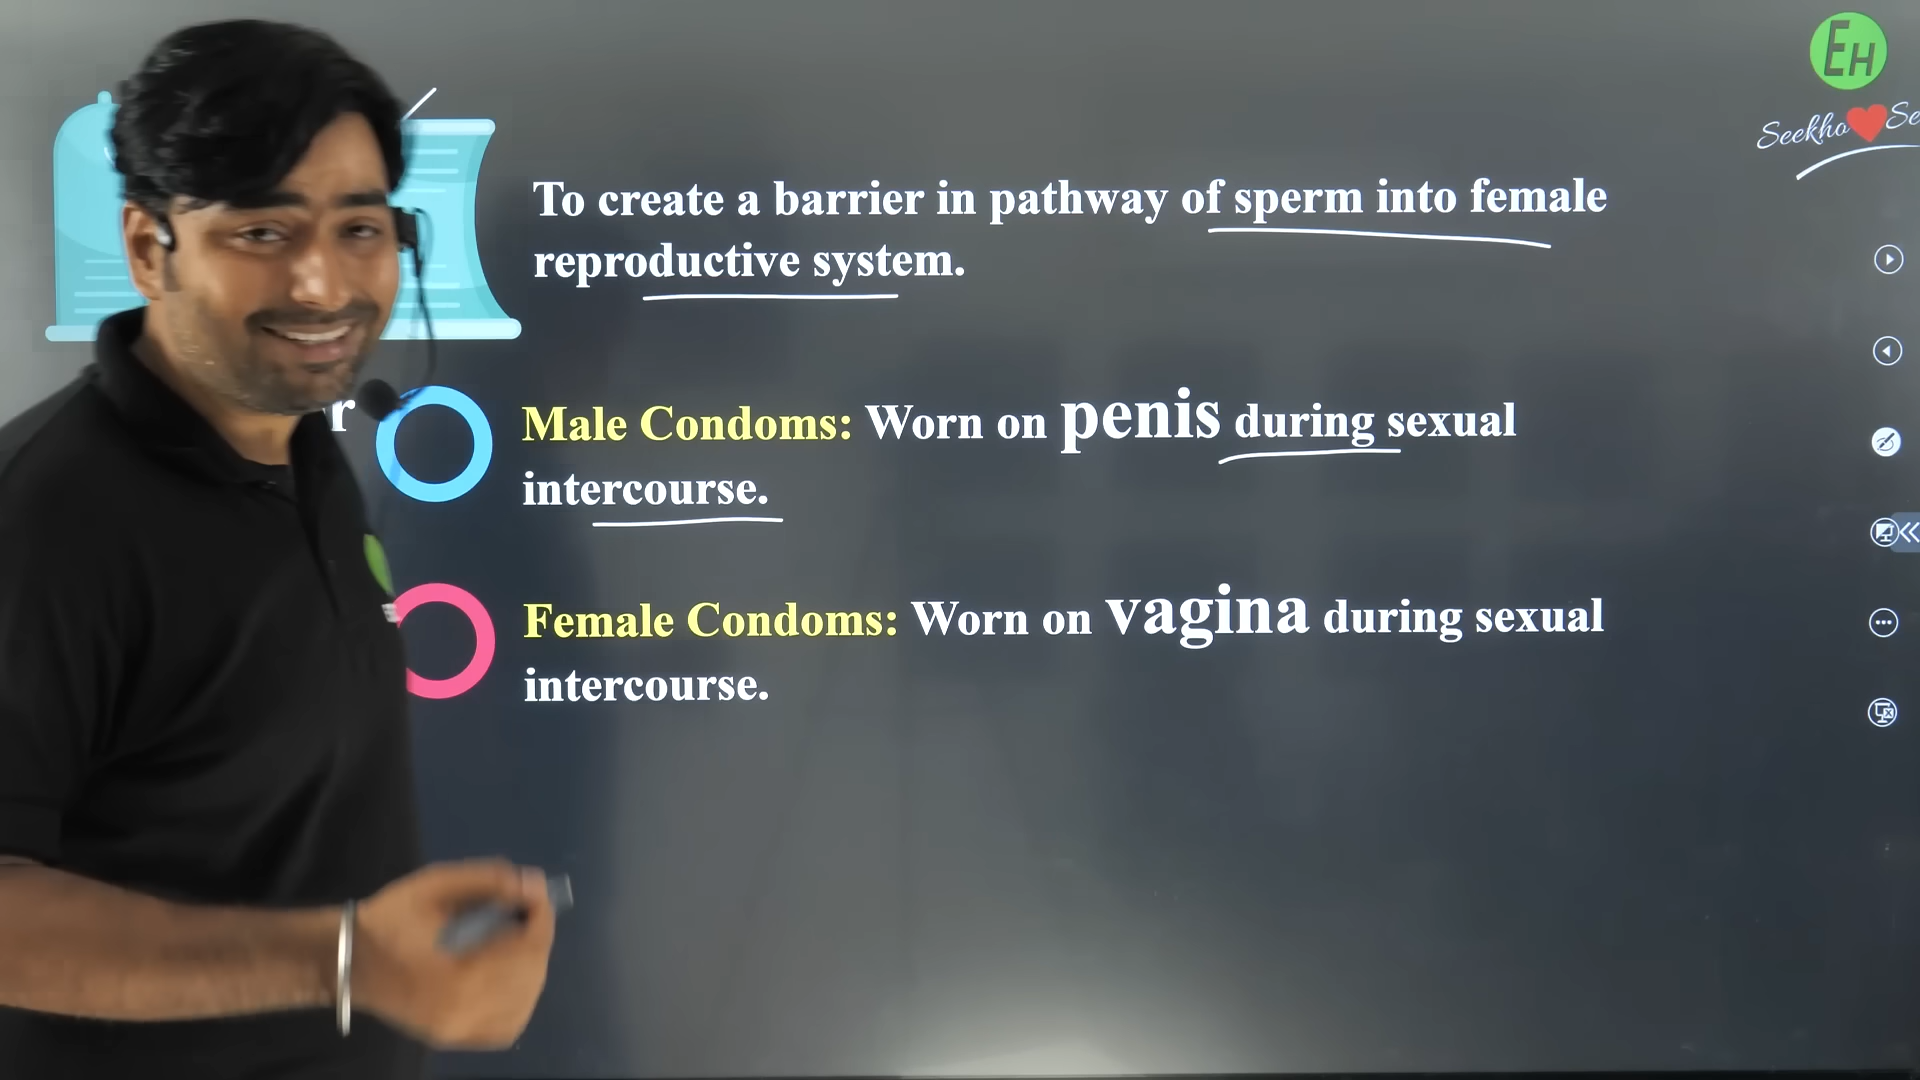 EH
Seekho
To create a barrier in pathway of sperm into female
reproductive system.
Male Condoms: Worn on penis during sexual
intercourse.
Female Condoms: Worn on vagina during sexual
intercourse.